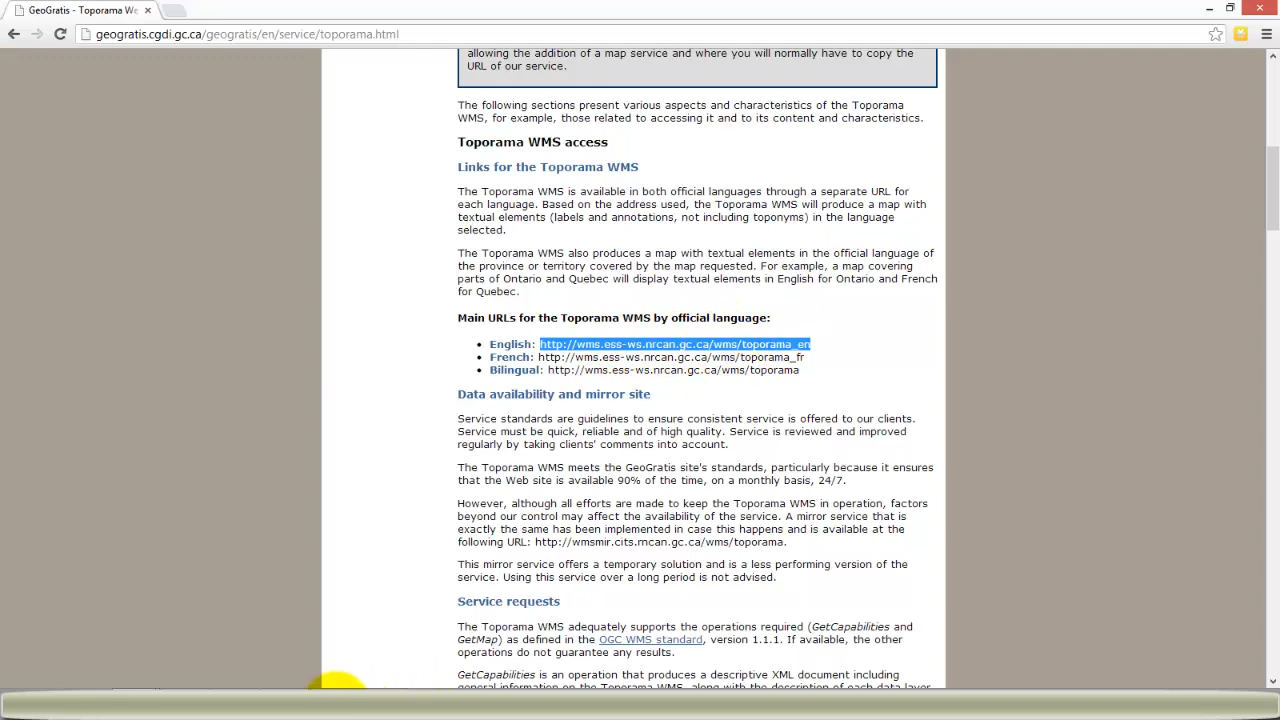 GeoGratis - Toporama We
geogratis.cgdi.gc.ca/geogratis/en/service/toporama.html
allowing the addition of a map service and where you will normally have to copy the
URL of our service.
The following sections present various aspects and characteristics of the Toporama
WMS, for example, those related to accessing it and to its content and characteristics.
Toporama WMS access
Links for the Toporama WMS
The Toporama WMS is available in both official languages through a separate URL for
each language. Based on the address used, the Toporama WMS will produce a map with
textual elements (labels and annotations, not including toponyms) in the language
selected.
The Toporama WMS also produces a map with textual elements in the official language of
the province or territory covered by the map requested. For example, a map covering
parts of Ontario and Quebec will display textual elements in English for Ontario and French
for Quebec.
Main URLs for the Toporama WMS by official language:
• English: http://wms.ess-ws.nrcan.gc.ca/wms/toporama_en
• French: http://wms.ess-ws.nrcan.gc.ca/wms/toporama_fr
• Bilingual: http://wms.ess-ws.nrcan.gc.ca/wms/toporama
Data availability and mirror site
Service standards are guidelines to ensure consistent service is offered to our clients.
Service must be quick, reliable and of high quality. Service is reviewed and improved
regularly by taking clients' comments into account.
The Toporama WMS meets the GeoGratis site's standards, particularly because it ensures
that the Web site is available 90% of the time, on a monthly basis, 24/7.
However, although all efforts are made to keep the Toporama WMS in operation, factors
beyond our control may affect the availability of the service. A mirror service that is
exactly the same has been implemented in case this happens and is available at the
following URL: http://wmsmir.cits.rncan.gc.ca/wms/toporama.
This mirror service offers a temporary solution and is a less performing version of the
service. Using this service over a long period is not advised.
Service requests
The Toporama WMS adequately supports the operations required (GetCapabilities and
GetMap) as defined in the OGC WMS standard, version 1.1.1. If available, the other
operations do not guarantee any results.
GetCapabilities is an operation that produces a descriptive XML document including
general information on the Toporama WMS, along with the description of each data layer